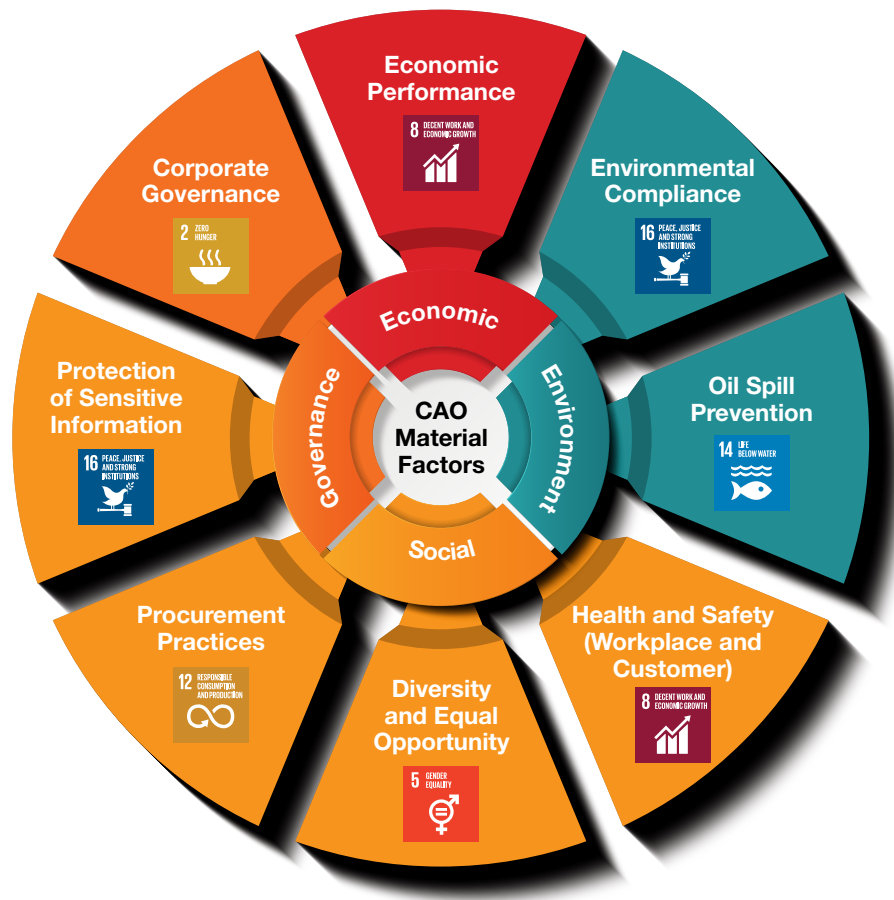 Economic
Performance
8 DECENT WORK AND
ECONOMIC GROWTH
Environmental
Compliance
16 PEACE, JUSTICE
AND STRONG
INSTITUTIONS
Oil Spill
Prevention
14 LIFE
BELOW WATER
Health and Safety
(Workplace and
Customer)
8 DECENT WORK AND
ECONOMIC GROWTH
Diversity
and Equal
Opportunity
5 GENDER
EQUALITY
Procurement
Practices
12 RESPONSIBLE
CONSUMPTION
AND PRODUCTION
Protection
of Sensitive
Information
16 PEACE, JUSTICE
AND STRONG
INSTITUTIONS
Corporate
Governance
2 ZERO
HUNGER
Economic
Environment
Social
Governance
CAO
Material
Factors